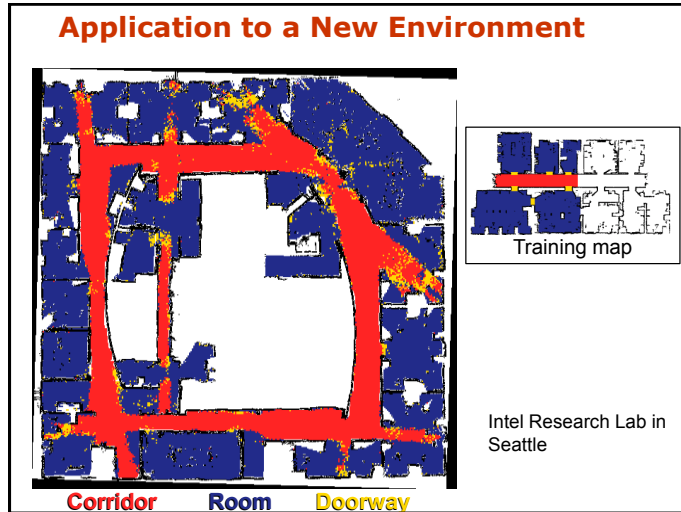 Application to a New Environment
Training map
Intel Research Lab in
Seattle
Corridor Room Doorway